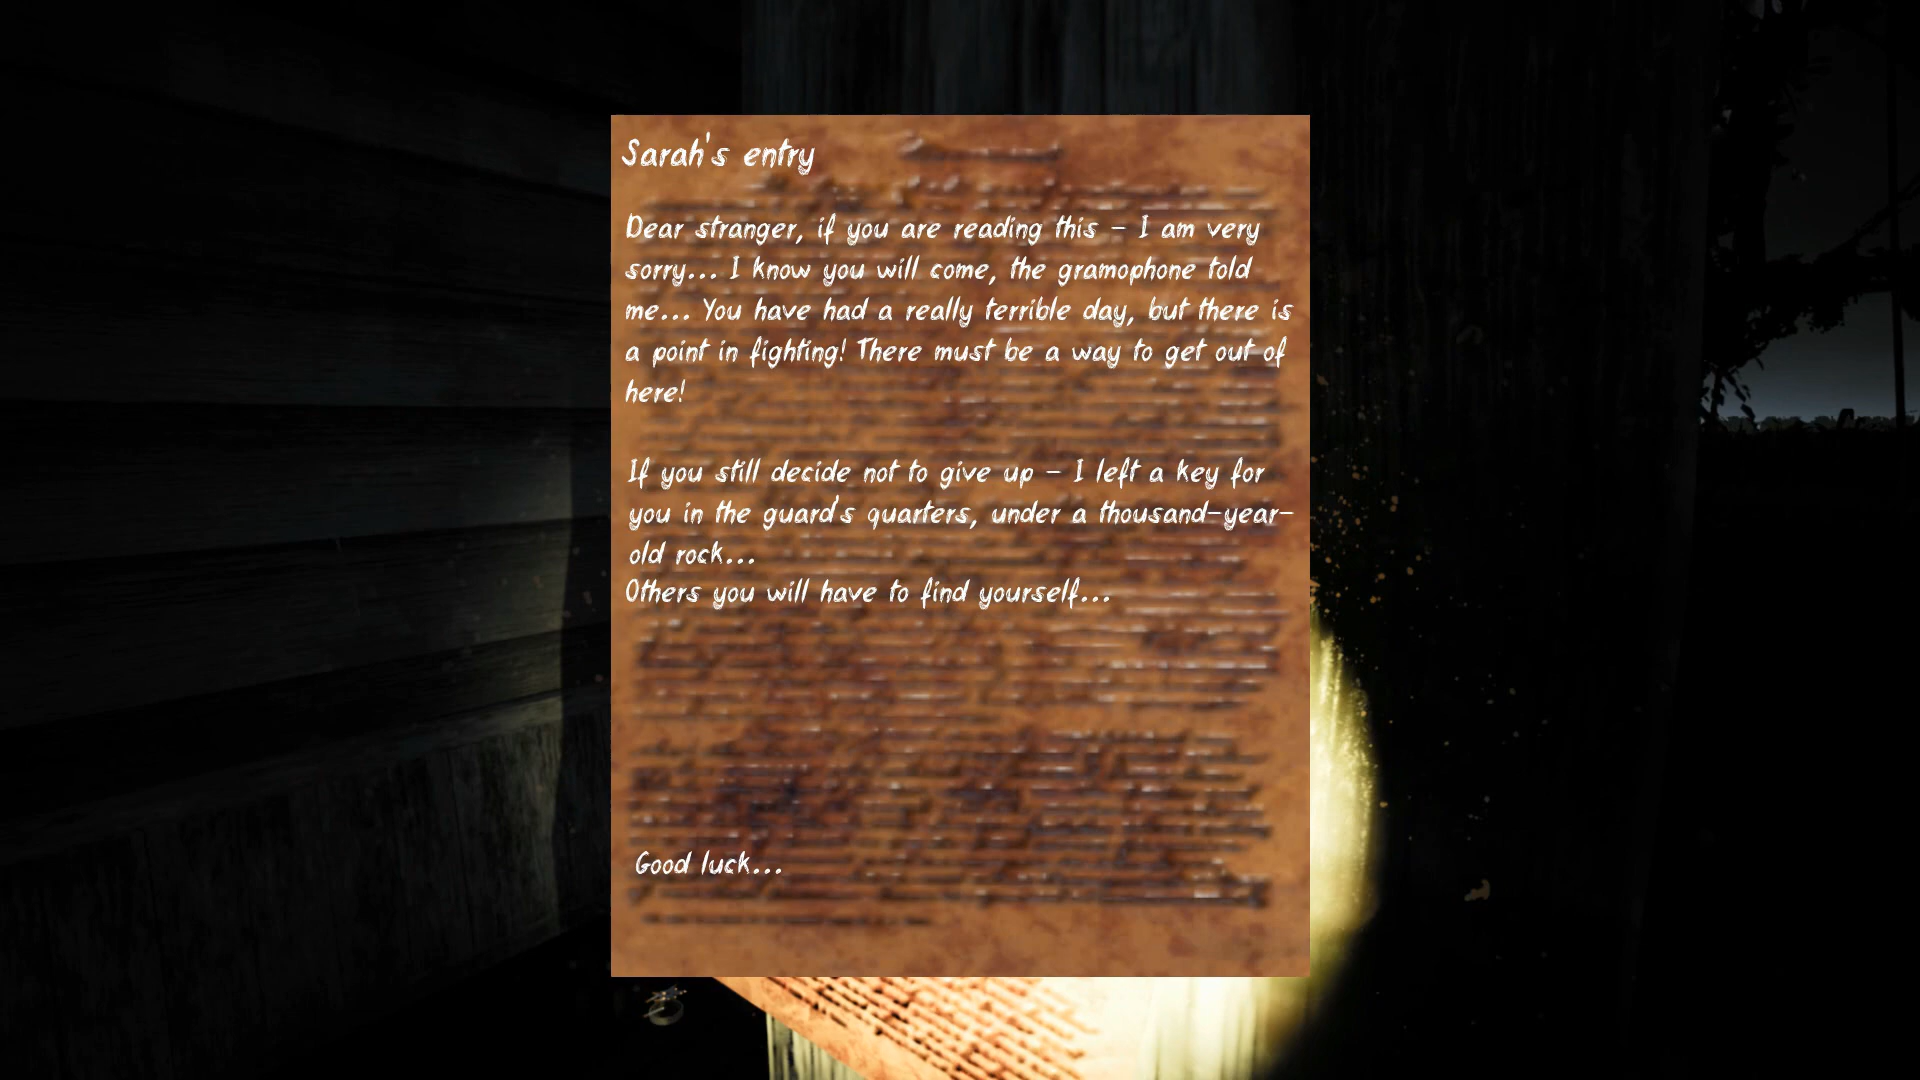 Sarah's entry
Dear stranger, if you are reading this - I am very
sorry... I know you will come, the gramophone told
me... You have had a really terrible day, but there is
a point in fighting! There must be a way to get out of
here!
If you still decide not to give up - I left a key for
you in the guard's quarters, under a thousand-year-
old rock...
Others you will have to find yourself...
Good luck...